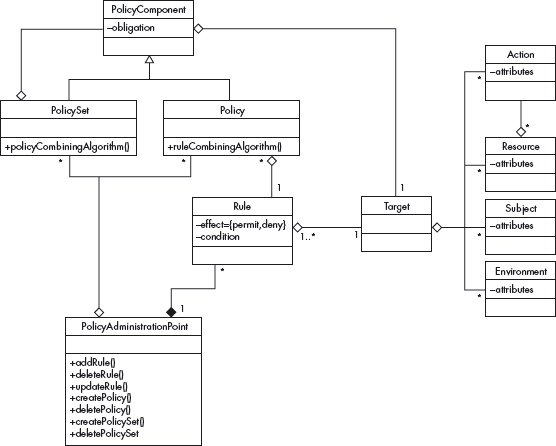 PolicyComponent
–obligation
PolicySet
+policyCombiningAlgorithm()
*
Policy
+ruleCombiningAlgorithm()
*
*
1
1
Action
–attributes
*
*
Resource
–attributes
*
Rule
–effect={permit,deny}
–condition
1..*
1
Target
Subject
–attributes
*
Environment
–attributes
*
*
1
PolicyAdministrationPoint
+addRule()
+deleteRule()
+updateRule()
+createPolicy()
+deletePolicy()
+createPolicySet()
+deletePolicySet